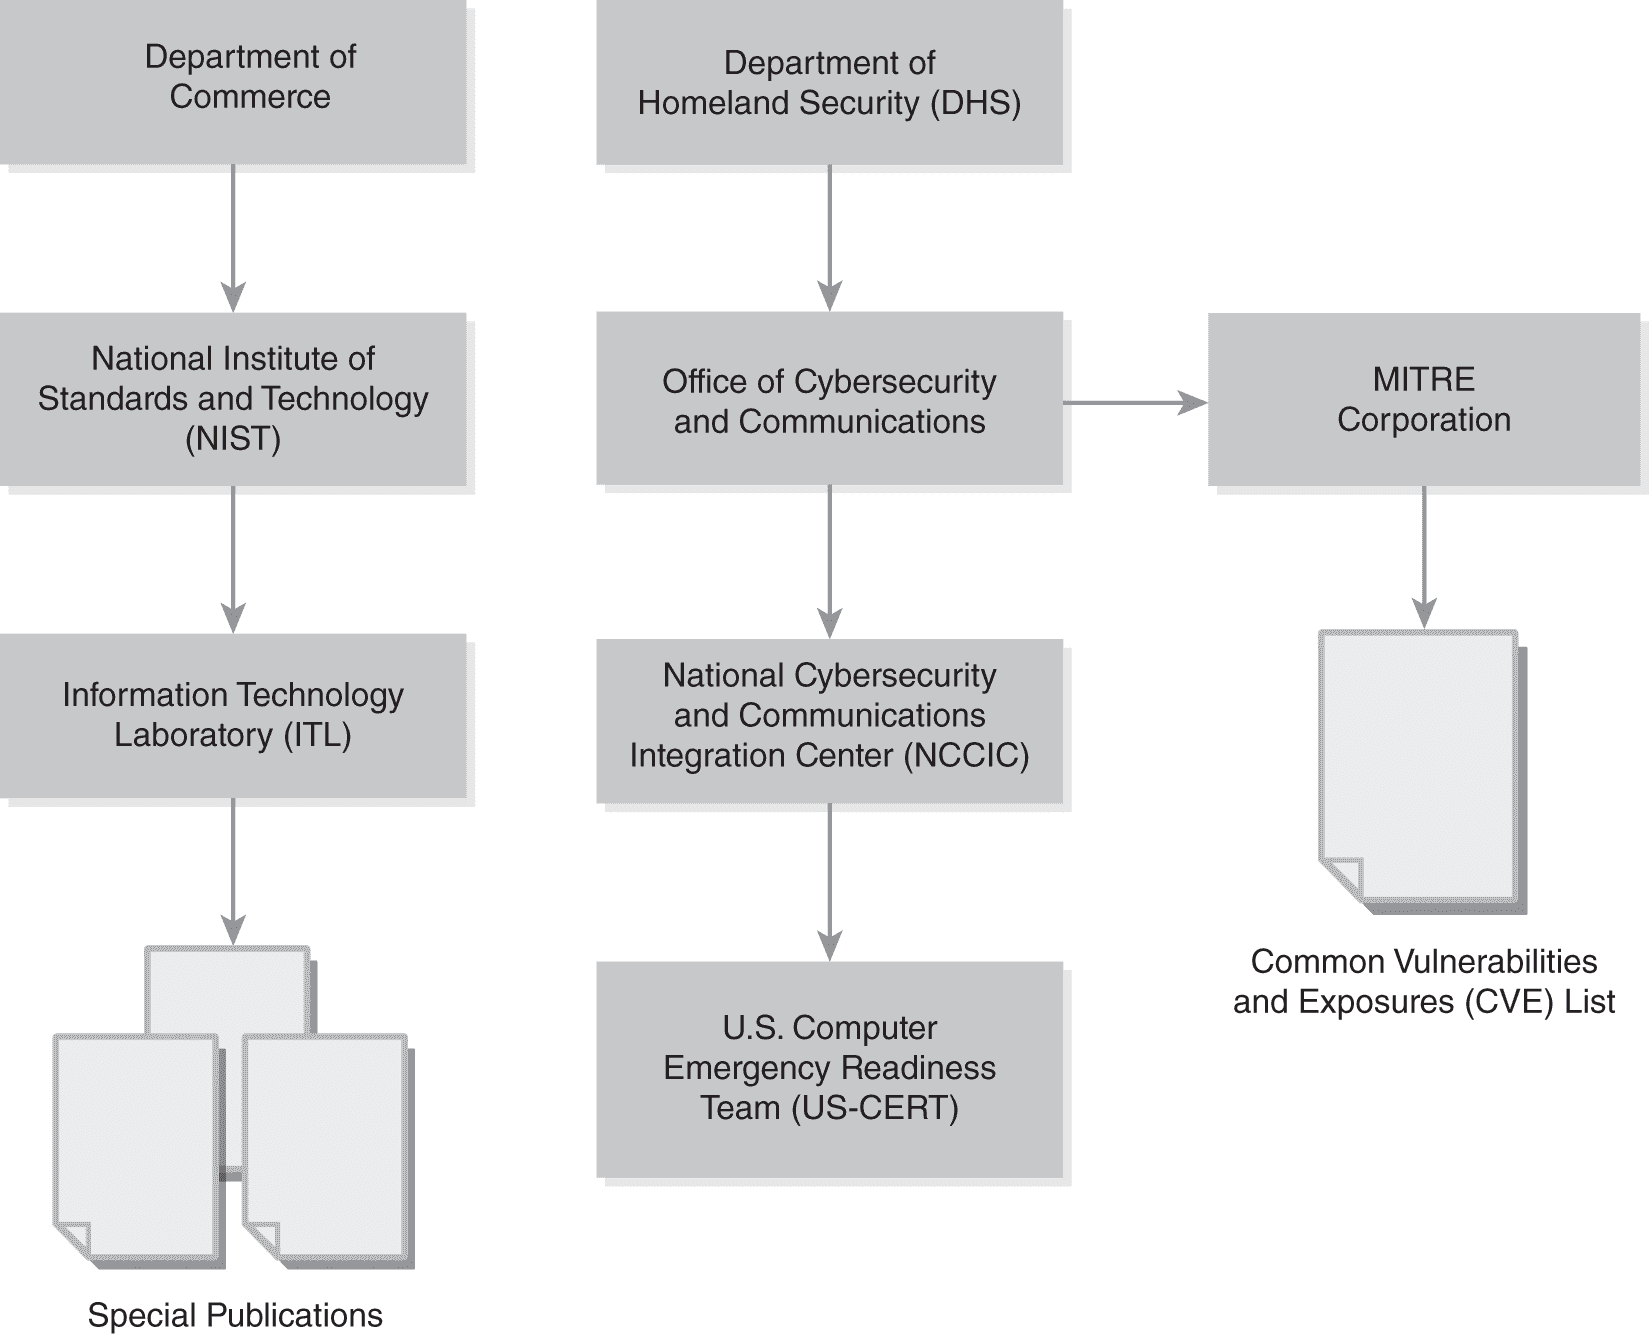 Department of
Commerce
Department of
Homeland Security (DHS)
National Institute of
Standards and Technology
(NIST)
Office of Cybersecurity
and Communications
MITRE
Corporation
Information Technology
Laboratory (ITL)
National Cybersecurity
and Communications
Integration Center (NCCIC)
Common Vulnerabilities
and Exposures (CVE) List
U.S. Computer
Emergency Readiness
Team (US-CERT)
Special Publications